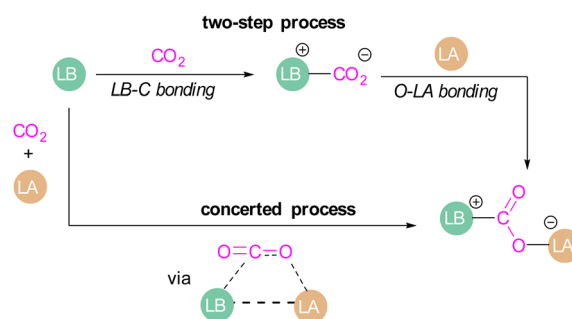 two-step process
LB
CO2
LB-C bonding
⊕ ⊖
LB—CO2
LA
O-LA bonding
CO2
+
LA
concerted process
O=C=O
via
LB
LA
⊕
LB
C
O
O
⊖
LA